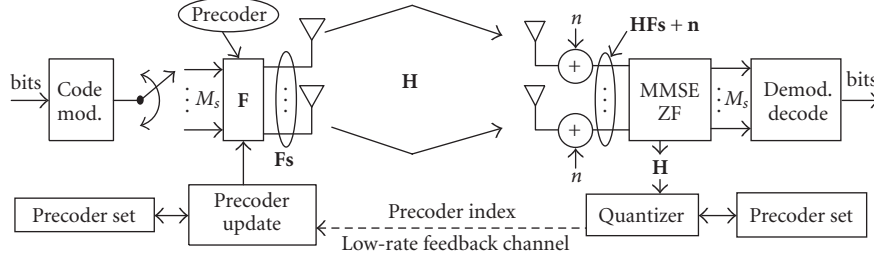 Precoder
HFs + n
n
bits
Code
mod.
M_s
F
H
Fs
n
MMSE
ZF
M_s
Demod.
decode
bits
H
Precoder set
Precoder
update
Precoder index
Low-rate feedback channel
Quantizer
Precoder set